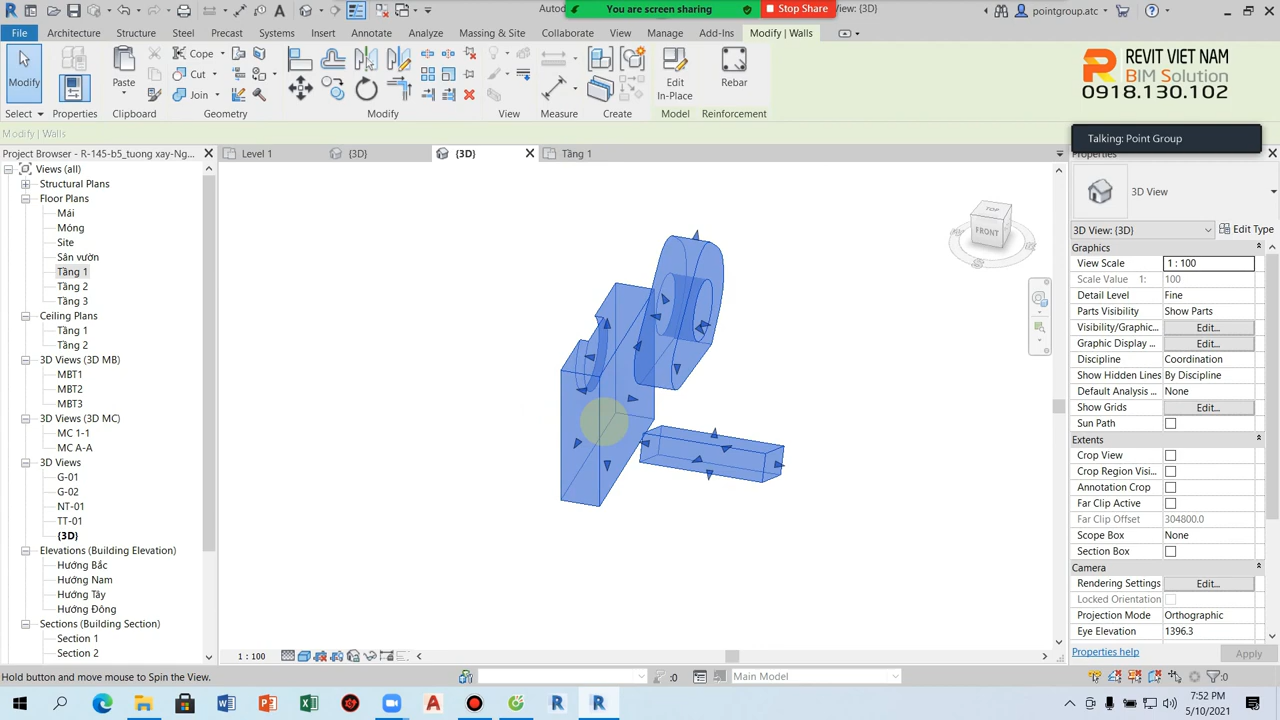 Autod
You are screen sharing
Stop Share
View: {3D}
pointgroup.atc
File
Architecture
Structure
Steel
Precast
Systems
Insert
Annotate
Analyze
Massing & Site
Collaborate
View
Manage
Add-Ins
Modify | Walls
Modify
Paste
Cope
Cut
Join
Edit
In-Place
Rebar
Select
Properties
Clipboard
Geometry
Modify
View
Measure
Create
Model
Reinforcement
REVIT VIET NAM
BIM Solution
0918.130.102
Modify | Walls
Talking: Point Group
Project Browser - R-145-b5_tuong xay-Ng...
Level 1
{3D}
{3D}
Tầng 1
Properties
Views (all)
Structural Plans
Floor Plans
Mái
Móng
Site
Sân vườn
Tầng 1
Tầng 2
Tầng 3
Ceiling Plans
Tầng 1
Tầng 2
3D Views (3D MB)
MBT1
MBT2
MBT3
3D Views (3D MC)
MC 1-1
MC A-A
3D Views
G-01
G-02
NT-01
TT-01
{3D}
Elevations (Building Elevation)
Hướng Bắc
Hướng Nam
Hướng Tây
Hướng Đông
Sections (Building Section)
Section 1
Section 2
TOP
FRONT
3D View
3D View: {3D}
Edit Type
Graphics
View Scale 1 : 100
Scale Value 1: 100
Detail Level Fine
Parts Visibility Show Parts
Visibility/Graphic... Edit...
Graphic Display ... Edit...
Discipline Coordination
Show Hidden Lines By Discipline
Default Analysis ... None
Show Grids Edit...
Sun Path
Extents
Crop View
Crop Region Visi...
Annotation Crop
Far Clip Active
Far Clip Offset 304800.0
Scope Box None
Section Box
Camera
Rendering Settings Edit...
Locked Orientation
Projection Mode Orthographic
Eye Elevation 1396.3
Properties help
Apply
1 : 100
Hold button and move mouse to Spin the View.
:0
Main Model
:0
7:52 PM
5/10/2021